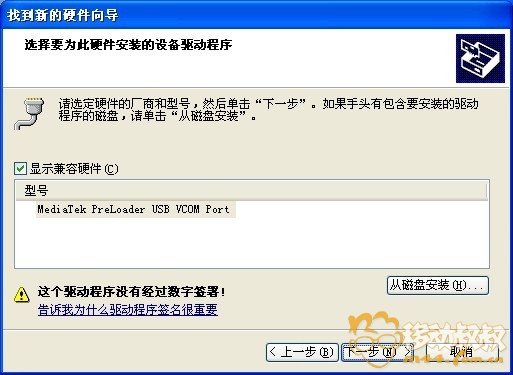 找到新的硬件向导
选择要为此硬件安装的设备驱动程序
请选定硬件的厂商和型号，然后单击“下一步”。如果手头有包含要安装的驱动
程序的磁盘，请单击“从磁盘安装”。
显示兼容硬件(C)
型号
MediaTek PreLoader USB VCOM Port
这个驱动程序没有经过数字签署！
告诉我为什么驱动程序签名很重要
从磁盘安装(H)...
移动叔叔
< 上一步(B)
下一步(N) >
取消